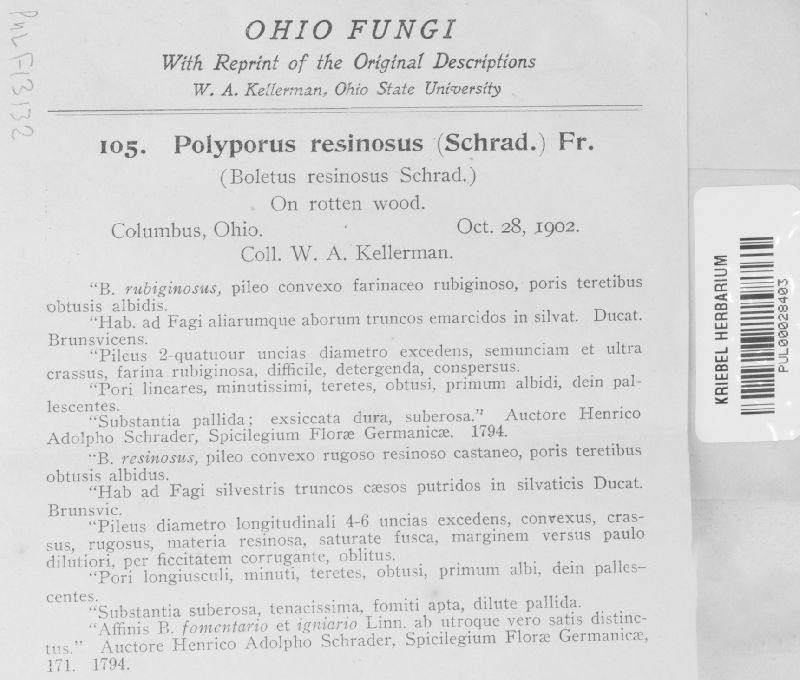 OHIO FUNGI
With Reprint of the Original Descriptions
W. A. Kellerman, Ohio State University
105. Polyporus resinosus (Schrad.) Fr.
(Boletus resinosus Schrad.)
On rotten wood.
Columbus, Ohio. Oct. 28, 1902.
Coll. W. A. Kellerman.
"B. rubiginosus, pileo convexo farinaceo rubiginoso, poris teretibus
obtusis albidis.
"Hab. ad Fagi aliarumque aborum truncos emarcidos in silvat. Ducat.
Brunsvicens.
"Pileus 2-quatuour uncias diametro excedens, semunciam et ultra
crassus, farina rubiginosa, difficile, detergenda, conspersus.
"Pori lineares, minutissimi, teretes, obtusi, primum albidi, dein pal-
lescentes.
"Substantia pallida; exsiccata dura, suberosa." Auctore Henrico
Adolpho Schrader, Spicilegium Floræ Germanicæ. 1794.
"B. resinosus, pileo convexo rugoso resinoso castaneo, poris teretibus
obtusis albidus.
"Hab ad Fagi silvestris truncos cæsos putridos in silvaticis Ducat.
Brunsvic.
"Pileus diametro longitudinali 4-6 uncias excedens, convexus, cras-
sus, rugosus, materia resinosa, saturate fusca, marginem versus paulo
dilutiori, per ficcitatem corrugante, oblitus.
"Pori longiusculi, minuti, teretes, obtusi, primum albi, dein palles-
centes.
"Substantia suberosa, tenacissima, fomiti apta, dilute pallida.
"Affinis B. fomentario et igniario Linn. ab utroque vero satis distinc-
tus." Auctore Henrico Adolpho Schrader, Spicilegium Floræ Germanicæ,
171. 1794.
KRIEBEL HERBARIUM
PUL00028403
PUL F13132